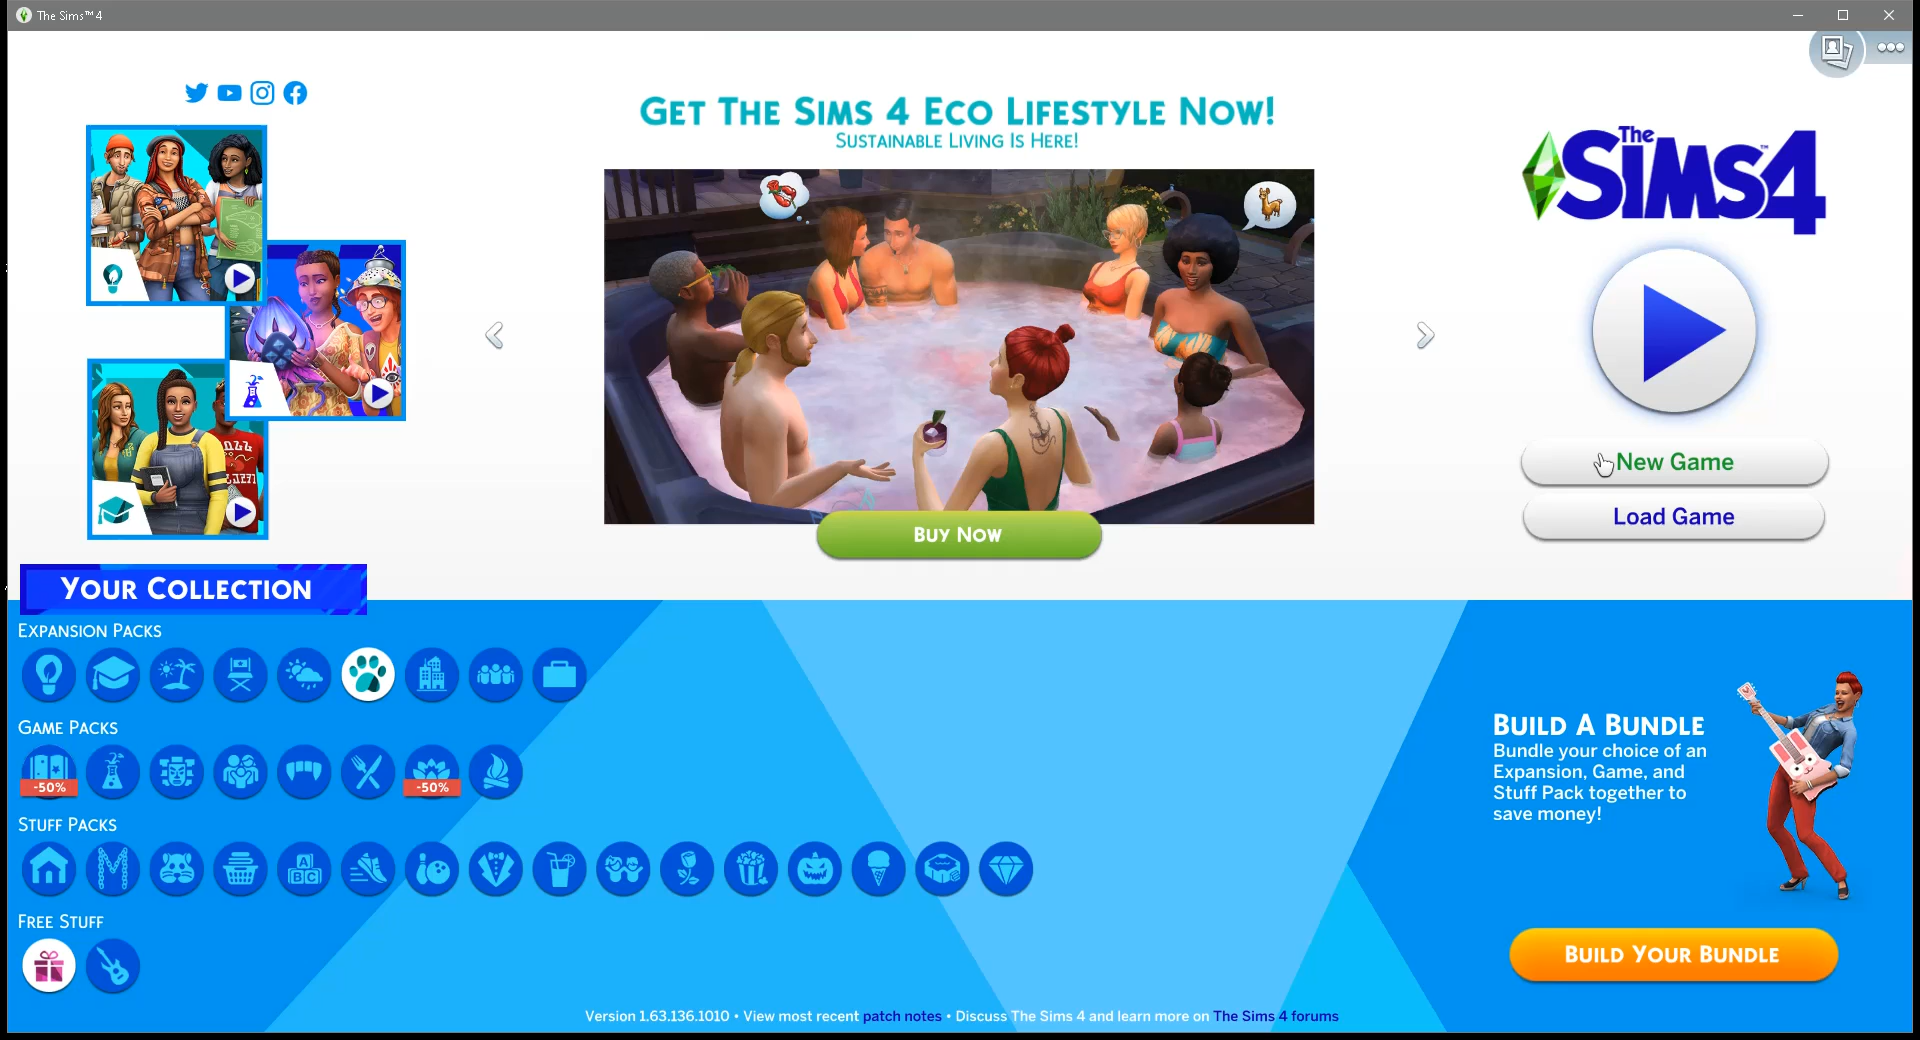 The Sims™ 4
GET THE SIMS 4 ECO LIFESTYLE NOW!
SUSTAINABLE LIVING IS HERE!
The SIMS 4™
BUY NOW
New Game
Load Game
YOUR COLLECTION
EXPANSION PACKS
GAME PACKS
-50%
-50%
STUFF PACKS
M
A
B C
FREE STUFF
BUILD A BUNDLE
Bundle your choice of an
Expansion, Game, and
Stuff Pack together to
save money!
BUILD YOUR BUNDLE
Version 1.63.136.1010 • View most recent patch notes • Discuss The Sims 4 and learn more on The Sims 4 forums